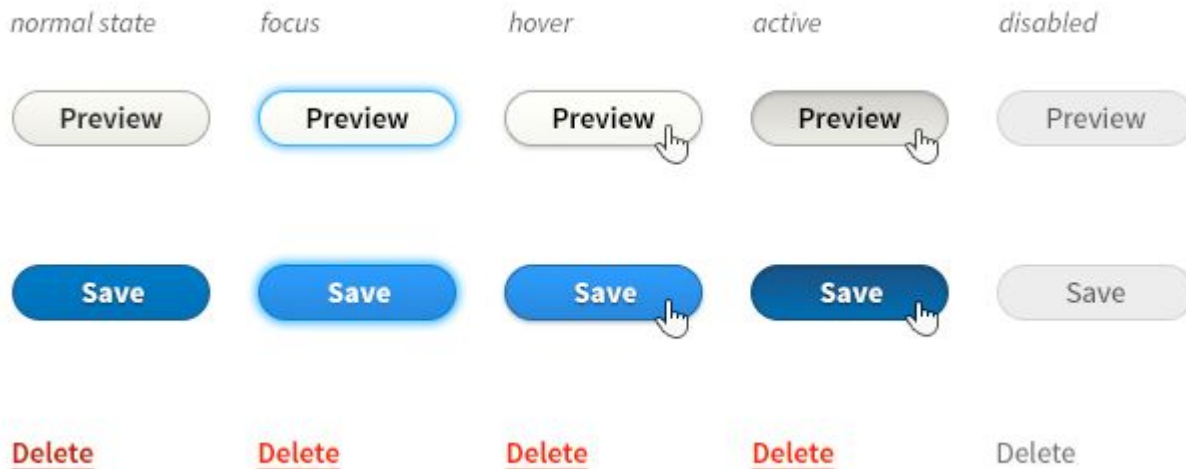 normal state focus hover active disabled
Preview Preview Preview Preview Preview
Save Save Save Save Save
Delete Delete Delete Delete Delete